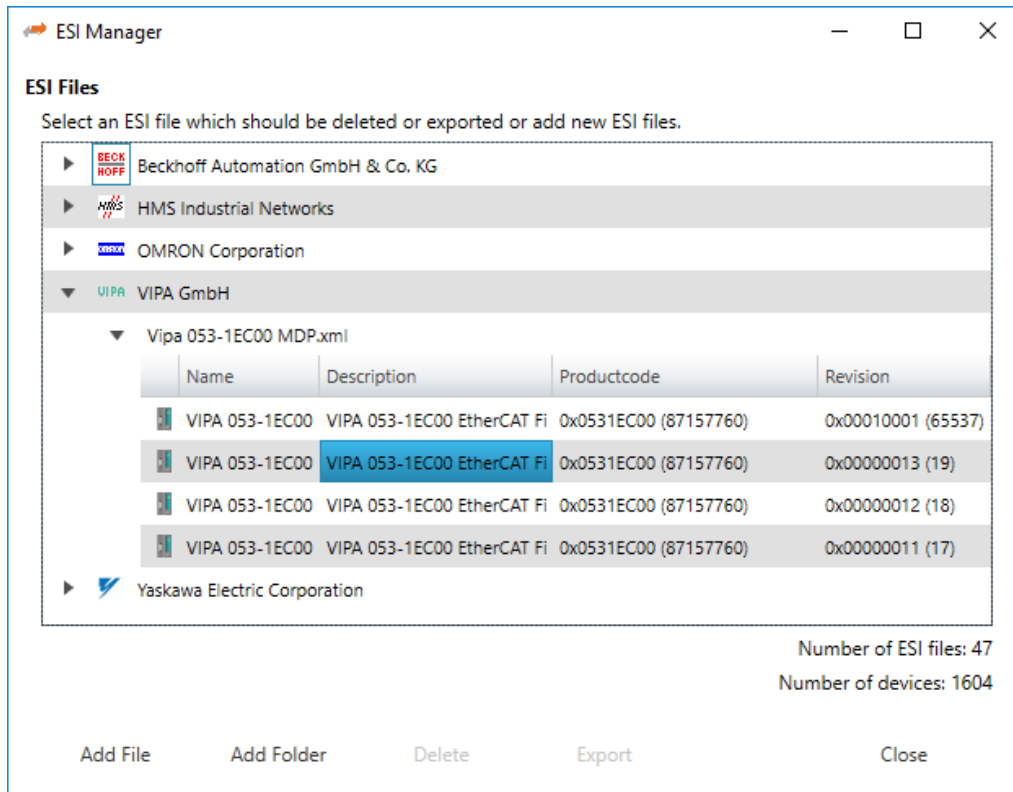 ESI Manager
ESI Files
Select an ESI file which should be deleted or exported or add new ESI files.
BECK
HOFF
Beckhoff Automation GmbH & Co. KG
HMS HMS Industrial Networks
OMRON OMRON Corporation
VIPA VIPA GmbH
Vipa 053-1EC00 MDP.xml
Name Description Productcode Revision
VIPA 053-1EC00 VIPA 053-1EC00 EtherCAT Fi 0x0531EC00 (87157760) 0x00010001 (65537)
VIPA 053-1EC00 VIPA 053-1EC00 EtherCAT Fi 0x0531EC00 (87157760) 0x00000013 (19)
VIPA 053-1EC00 VIPA 053-1EC00 EtherCAT Fi 0x0531EC00 (87157760) 0x00000012 (18)
VIPA 053-1EC00 VIPA 053-1EC00 EtherCAT Fi 0x0531EC00 (87157760) 0x00000011 (17)
Yaskawa Electric Corporation
Number of ESI files: 47
Number of devices: 1604
Add File Add Folder Delete Export Close